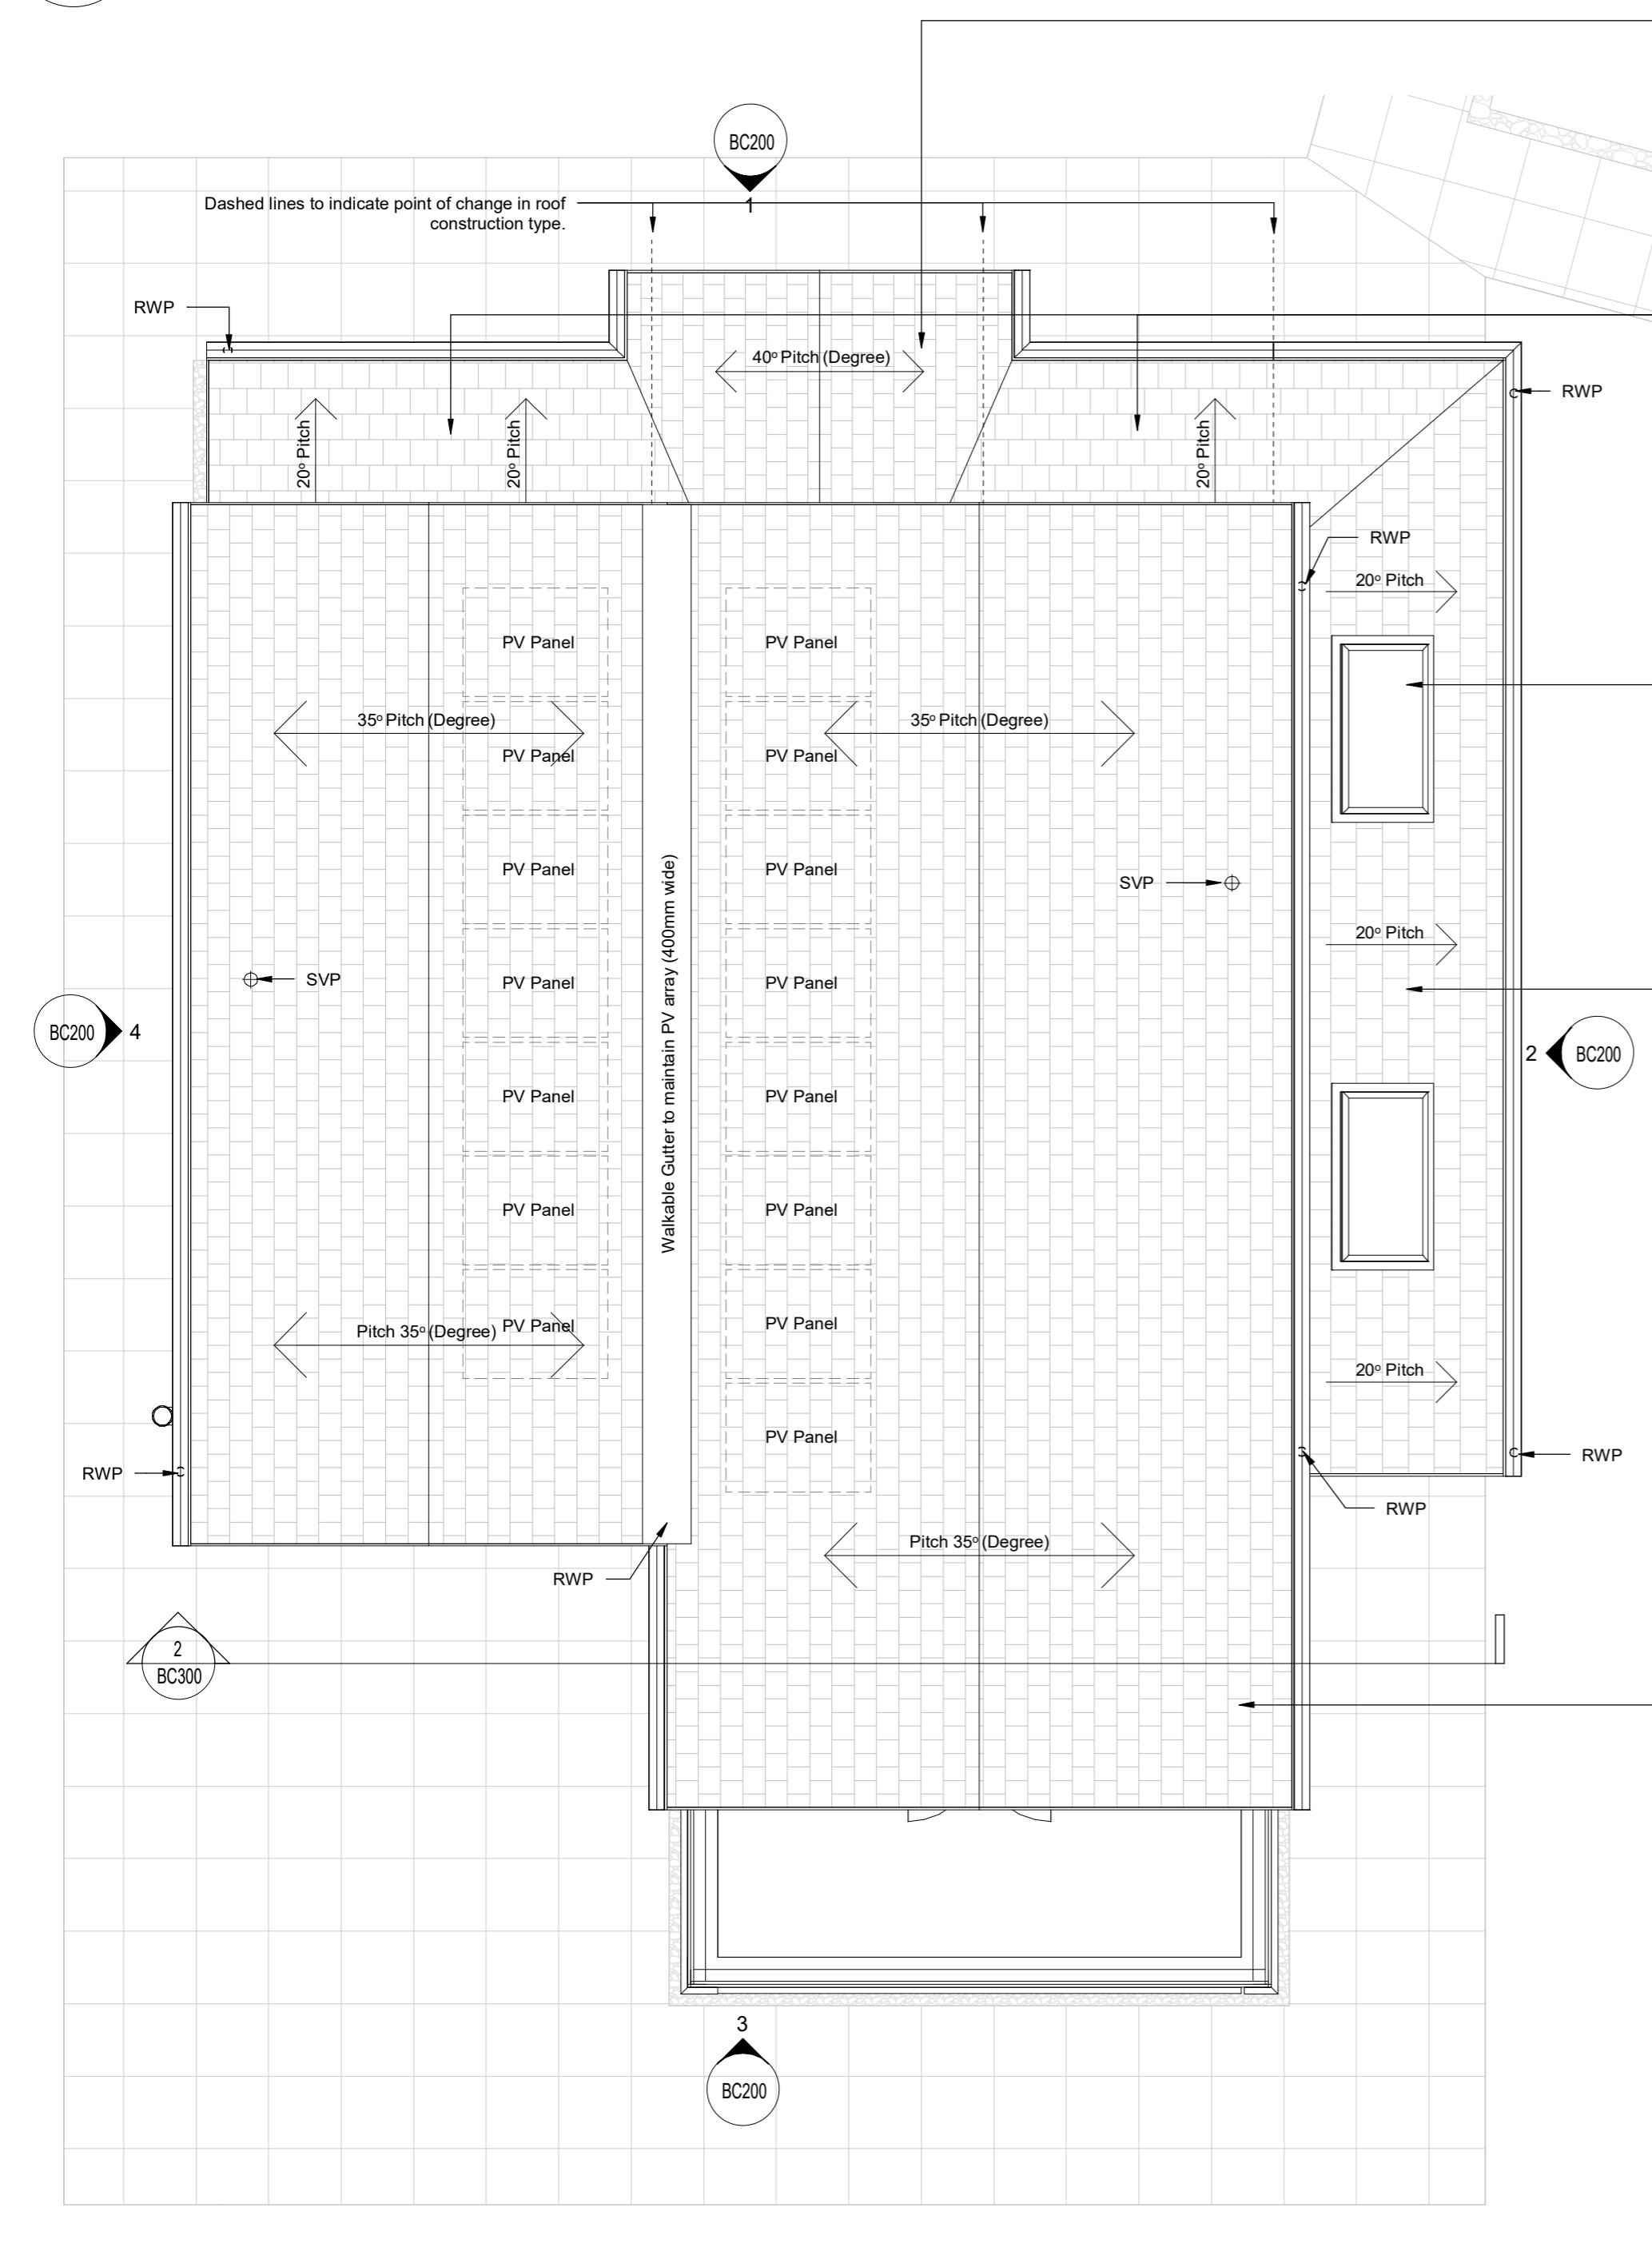 BC200
1
Dashed lines to indicate point of change in roof
construction type.
RWP
40° Pitch (Degree)
RWP
20° Pitch
20° Pitch
20° Pitch
RWP
20° Pitch
PV Panel
PV Panel
35° Pitch (Degree)
35° Pitch (Degree)
PV Panel
PV Panel
Walkable Gutter to maintain PV array (400mm wide)
PV Panel
PV Panel
SVP
20° Pitch
SVP
PV Panel
PV Panel
BC200
4
2
BC200
PV Panel
PV Panel
PV Panel
PV Panel
Pitch 35° (Degree)
PV Panel
PV Panel
20° Pitch
PV Panel
RWP
RWP
RWP
Pitch 35° (Degree)
RWP
2
BC300
3
BC200